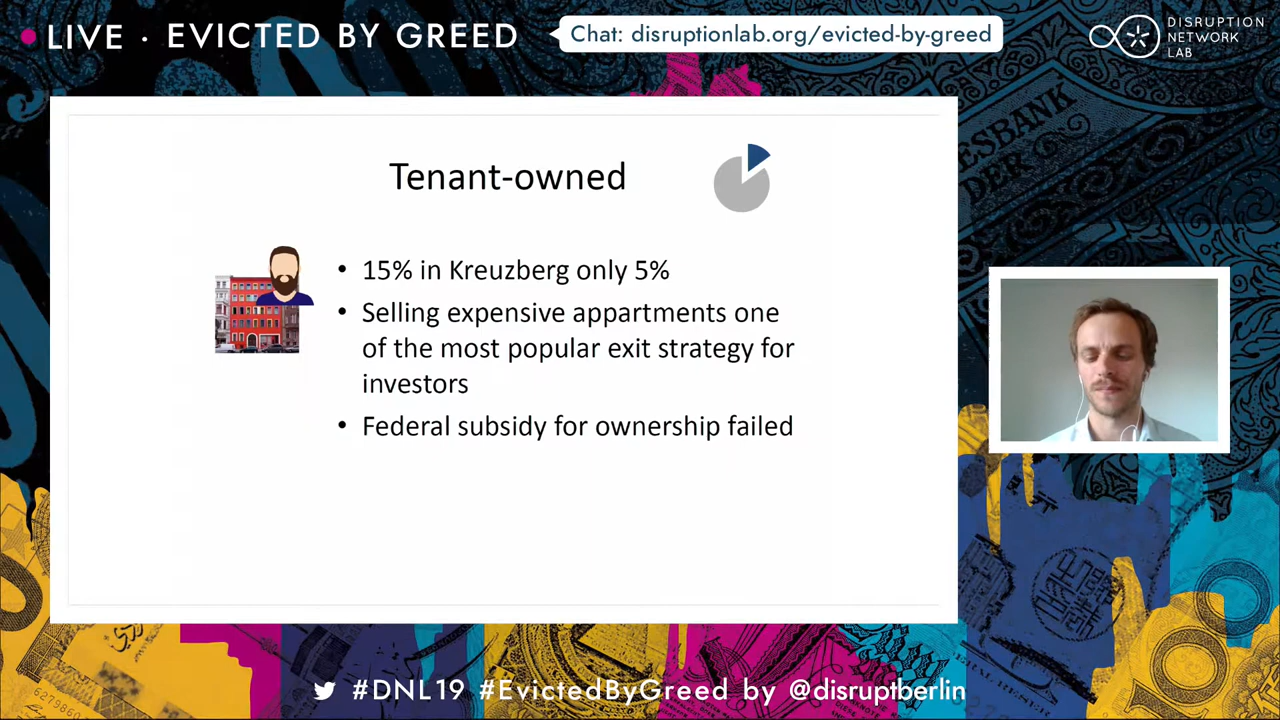 LIVE · EVICTED BY GREED
Chat: disruptionlab.org/evicted-by-greed
DISRUPTION
NETWORK
LAB
ESBANK
DER
Tenant-owned
• 15% in Kreuzberg only 5%
• Selling expensive appartments one
of the most popular exit strategy for
investors
• Federal subsidy for ownership failed
#DNL19 #EvictedByGreed by @disruptberlin